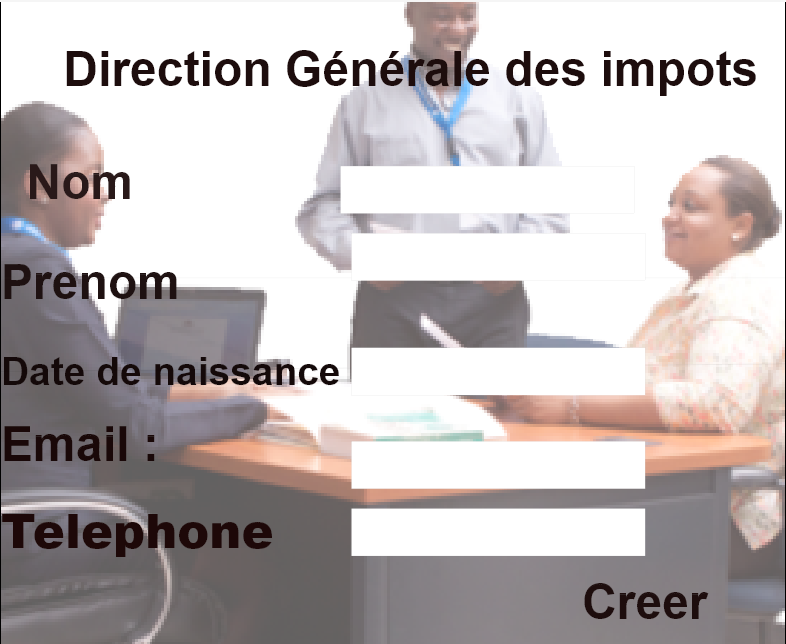 Direction Générale des impots
Nom
Prenom
Date de naissance
Email :
Telephone
Creer